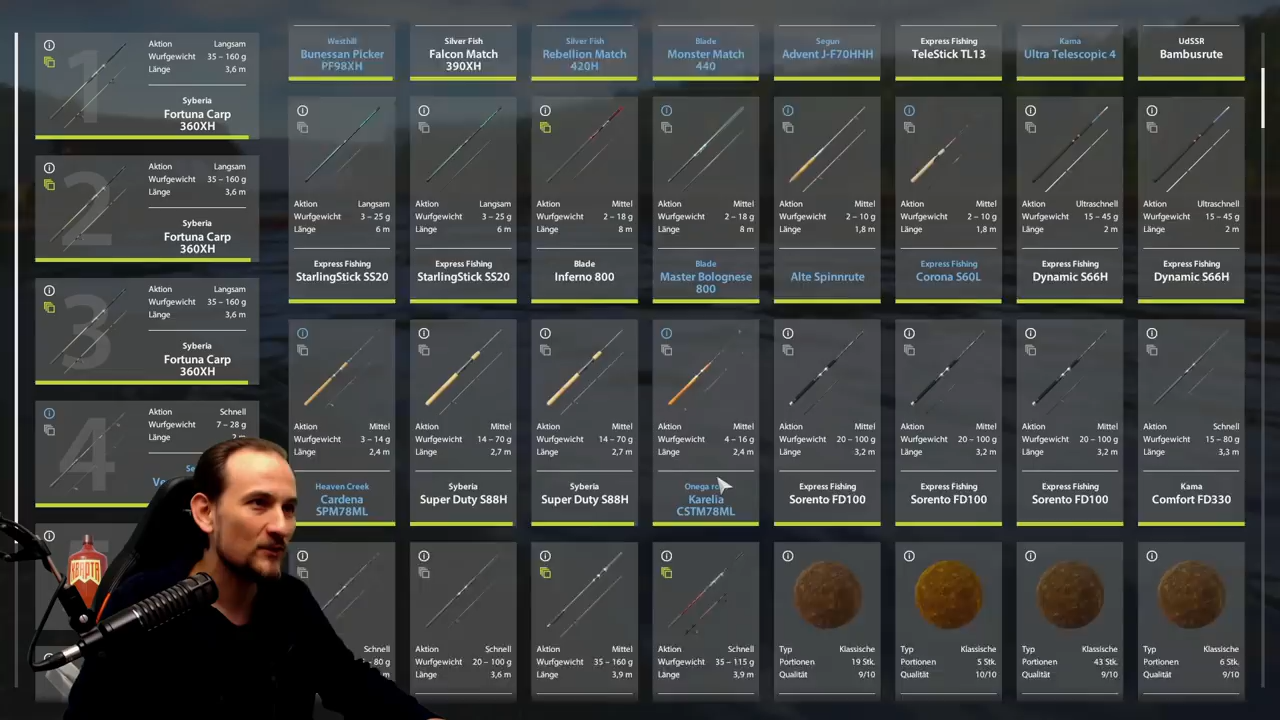 1
Aktion Langsam
Wurfgewicht 35 – 160 g
Länge 3,6 m
Syberia
Fortuna Carp
360XH
2
Aktion Langsam
Wurfgewicht 35 – 160 g
Länge 3,6 m
Syberia
Fortuna Carp
360XH
3
Aktion Langsam
Wurfgewicht 35 – 160 g
Länge 3,6 m
Syberia
Fortuna Carp
360XH
4
Aktion Schnell
Wurfgewicht 7 – 28 g
Länge
Westhill Silver Fish Silver Fish Blade Segun Express Fishing Kama UdSSR
Bunessan Picker Falcon Match Rebellion Match Monster Match Advent J-F70HHH TeleStick TL13 Ultra Telescopic 4 Bambusrute
PF98XH 390XH 420H 440
Aktion Langsam Aktion Langsam Aktion Mittel Aktion Mittel Aktion Mittel Aktion Mittel Aktion Ultraschnell Aktion Ultraschnell
Wurfgewicht 3 – 25 g Wurfgewicht 3 – 25 g Wurfgewicht 2 – 18 g Wurfgewicht 2 – 18 g Wurfgewicht 2 – 10 g Wurfgewicht 2 – 10 g Wurfgewicht 15 – 45 g Wurfgewicht 15 – 45 g
Länge 6 m Länge 6 m Länge 8 m Länge 8 m Länge 1,8 m Länge 1,8 m Länge 2 m Länge 2 m
Express Fishing Express Fishing Blade Blade Express Fishing Express Fishing Express Fishing
StarlingStick SS20 StarlingStick SS20 Inferno 800 Master Bolognese Alte Spinnrute Corona S60L Dynamic S66H Dynamic S66H
800
Aktion Mittel Aktion Mittel Aktion Mittel Aktion Mittel Aktion Mittel Aktion Mittel Aktion Mittel Aktion Schnell
Wurfgewicht 3 – 14 g Wurfgewicht 14 – 70 g Wurfgewicht 14 – 70 g Wurfgewicht 4 – 16 g Wurfgewicht 20 – 100 g Wurfgewicht 20 – 100 g Wurfgewicht 20 – 100 g Wurfgewicht 15 – 80 g
Länge 2,4 m Länge 2,7 m Länge 2,7 m Länge 2,4 m Länge 3,2 m Länge 3,2 m Länge 3,2 m Länge 3,3 m
Heaven Creek Syberia Syberia Onega Express Fishing Express Fishing Express Fishing Kama
Cardena Super Duty S88H Super Duty S88H Karelia Sorento FD100 Sorento FD100 Sorento FD100 Comfort FD330
SPM78ML CSTM78ML
Schnell Aktion Schnell Aktion Mittel Aktion Schnell Typ Klassische Typ Klassische Typ Klassische Typ Klassische
– 80 g Wurfgewicht 20 – 100 g Wurfgewicht 35 – 160 g Wurfgewicht 35 – 115 g Portionen 19 Stk. Portionen 5 Stk. Portionen 43 Stk. Portionen 6 Stk.
Länge 3,6 m Länge 3,9 m Länge 3,9 m Qualität 9/10 Qualität 10/10 Qualität 9/10 Qualität 9/10